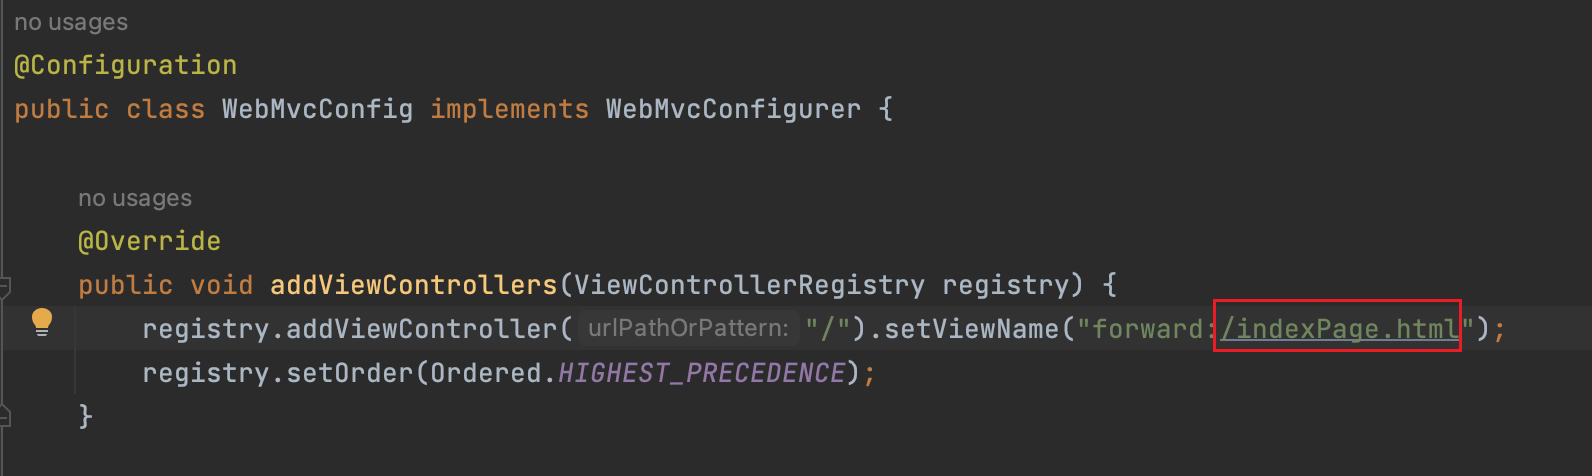 no usages
@Configuration
public class WebMvcConfig implements WebMvcConfigurer {
no usages
@Override
public void addViewControllers(ViewControllerRegistry registry) {
registry.addViewController( urlPathOrPattern: "/").setViewName("forward:/indexPage.html");
registry.setOrder(Ordered.HIGHEST_PRECEDENCE);
}